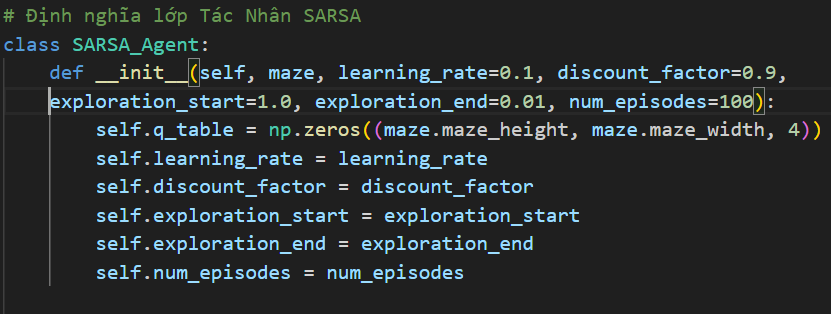 # Định nghĩa lớp Tác Nhân SARSA
class SARSA_Agent:
    def __init__(self, maze, learning_rate=0.1, discount_factor=0.9,
    exploration_start=1.0, exploration_end=0.01, num_episodes=100):
        self.q_table = np.zeros((maze.maze_height, maze.maze_width, 4))
        self.learning_rate = learning_rate
        self.discount_factor = discount_factor
        self.exploration_start = exploration_start
        self.exploration_end = exploration_end
        self.num_episodes = num_episodes